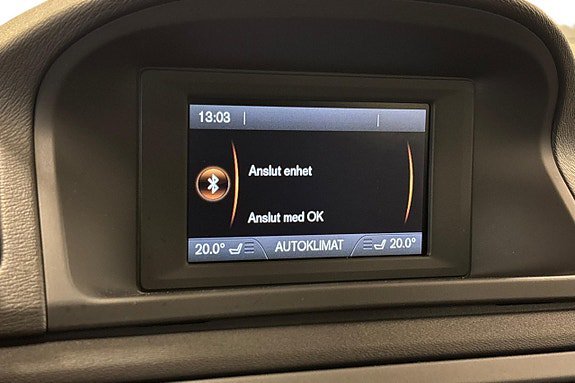 13:03
Anslut enhet
Anslut med OK
20.0° AUTOKLIMAT 20.0°